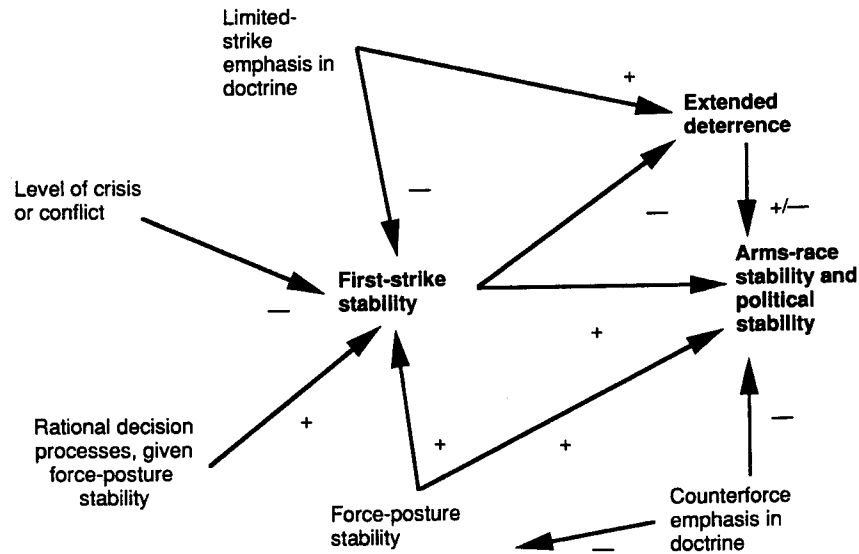 Limited-
strike
emphasis in
doctrine
+
Extended
deterrence
Level of crisis
or conflict
—
—
+/—
First-strike
stability
Arms-race
stability and
political
stability
—
+
Rational decision
processes, given
force-posture
stability
+
+
+
—
Force-posture
stability
Counterforce
emphasis in
doctrine
—